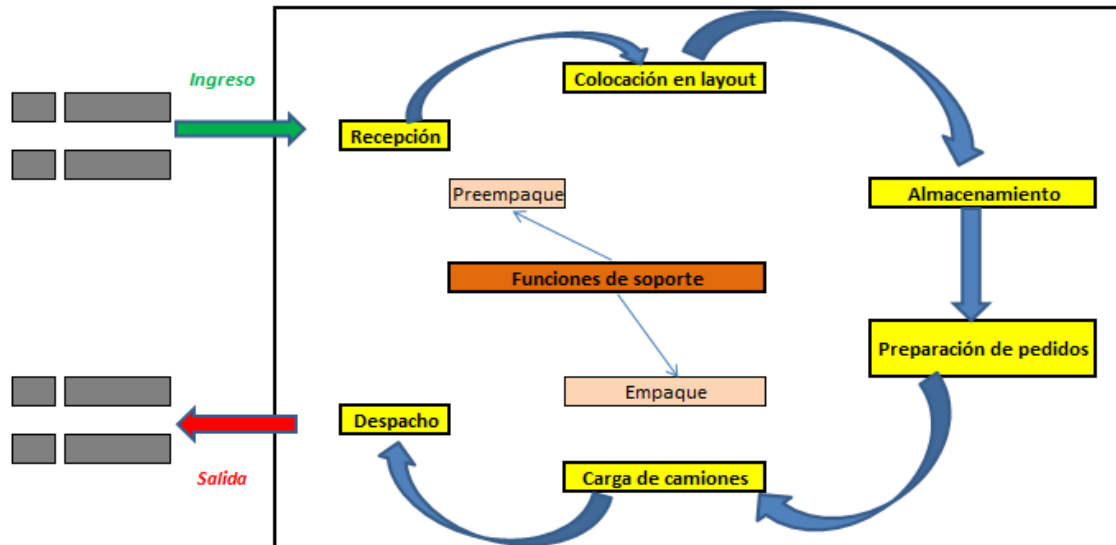 Ingreso
Colocación en layout
Recepción
Preempaque
Almacenamiento
Funciones de soporte
Preparación de pedidos
Empaque
Despacho
Salida
Carga de camiones